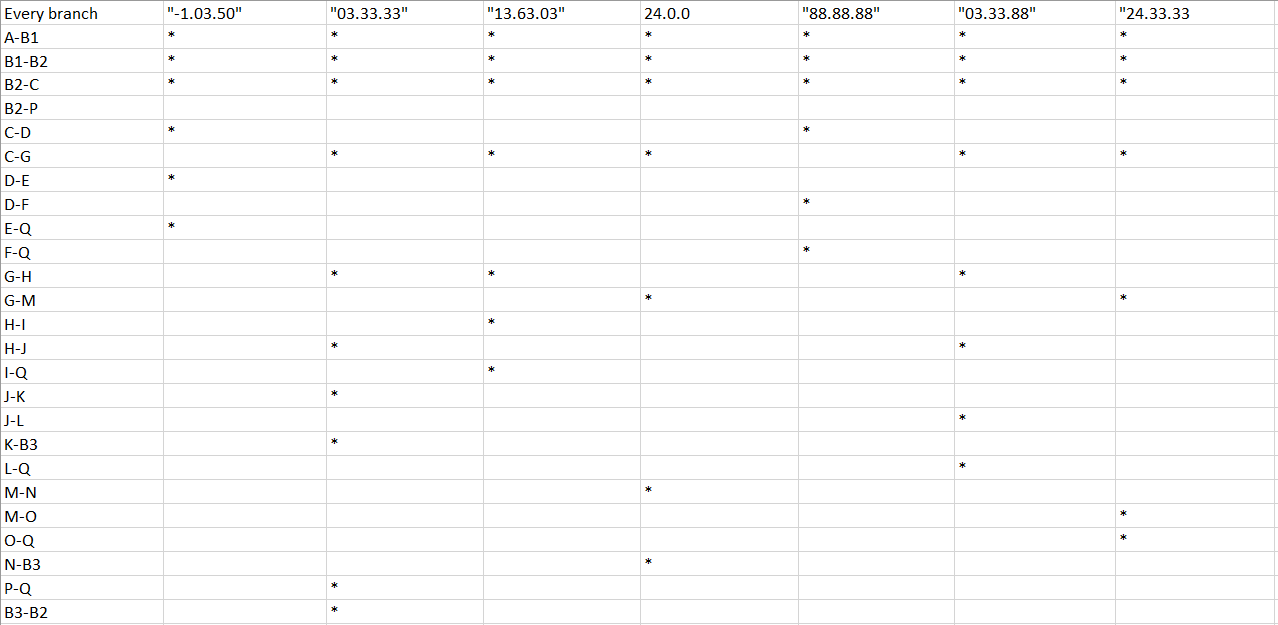 Every branch "-1.03.50" "03.33.33" "13.63.03" 24.0.0 "88.88.88" "03.33.88" "24.33.33
A-B1 * * * * * * *
B1-B2 * * * * * * *
B2-C * * * * * * *
B2-P
C-D * *
C-G * * * * *
D-E *
D-F *
E-Q *
F-Q *
G-H * * *
G-M * *
H-I *
H-J * *
I-Q *
J-K *
J-L *
K-B3 *
L-Q *
M-N *
M-O *
O-Q *
N-B3 *
P-Q *
B3-B2 *